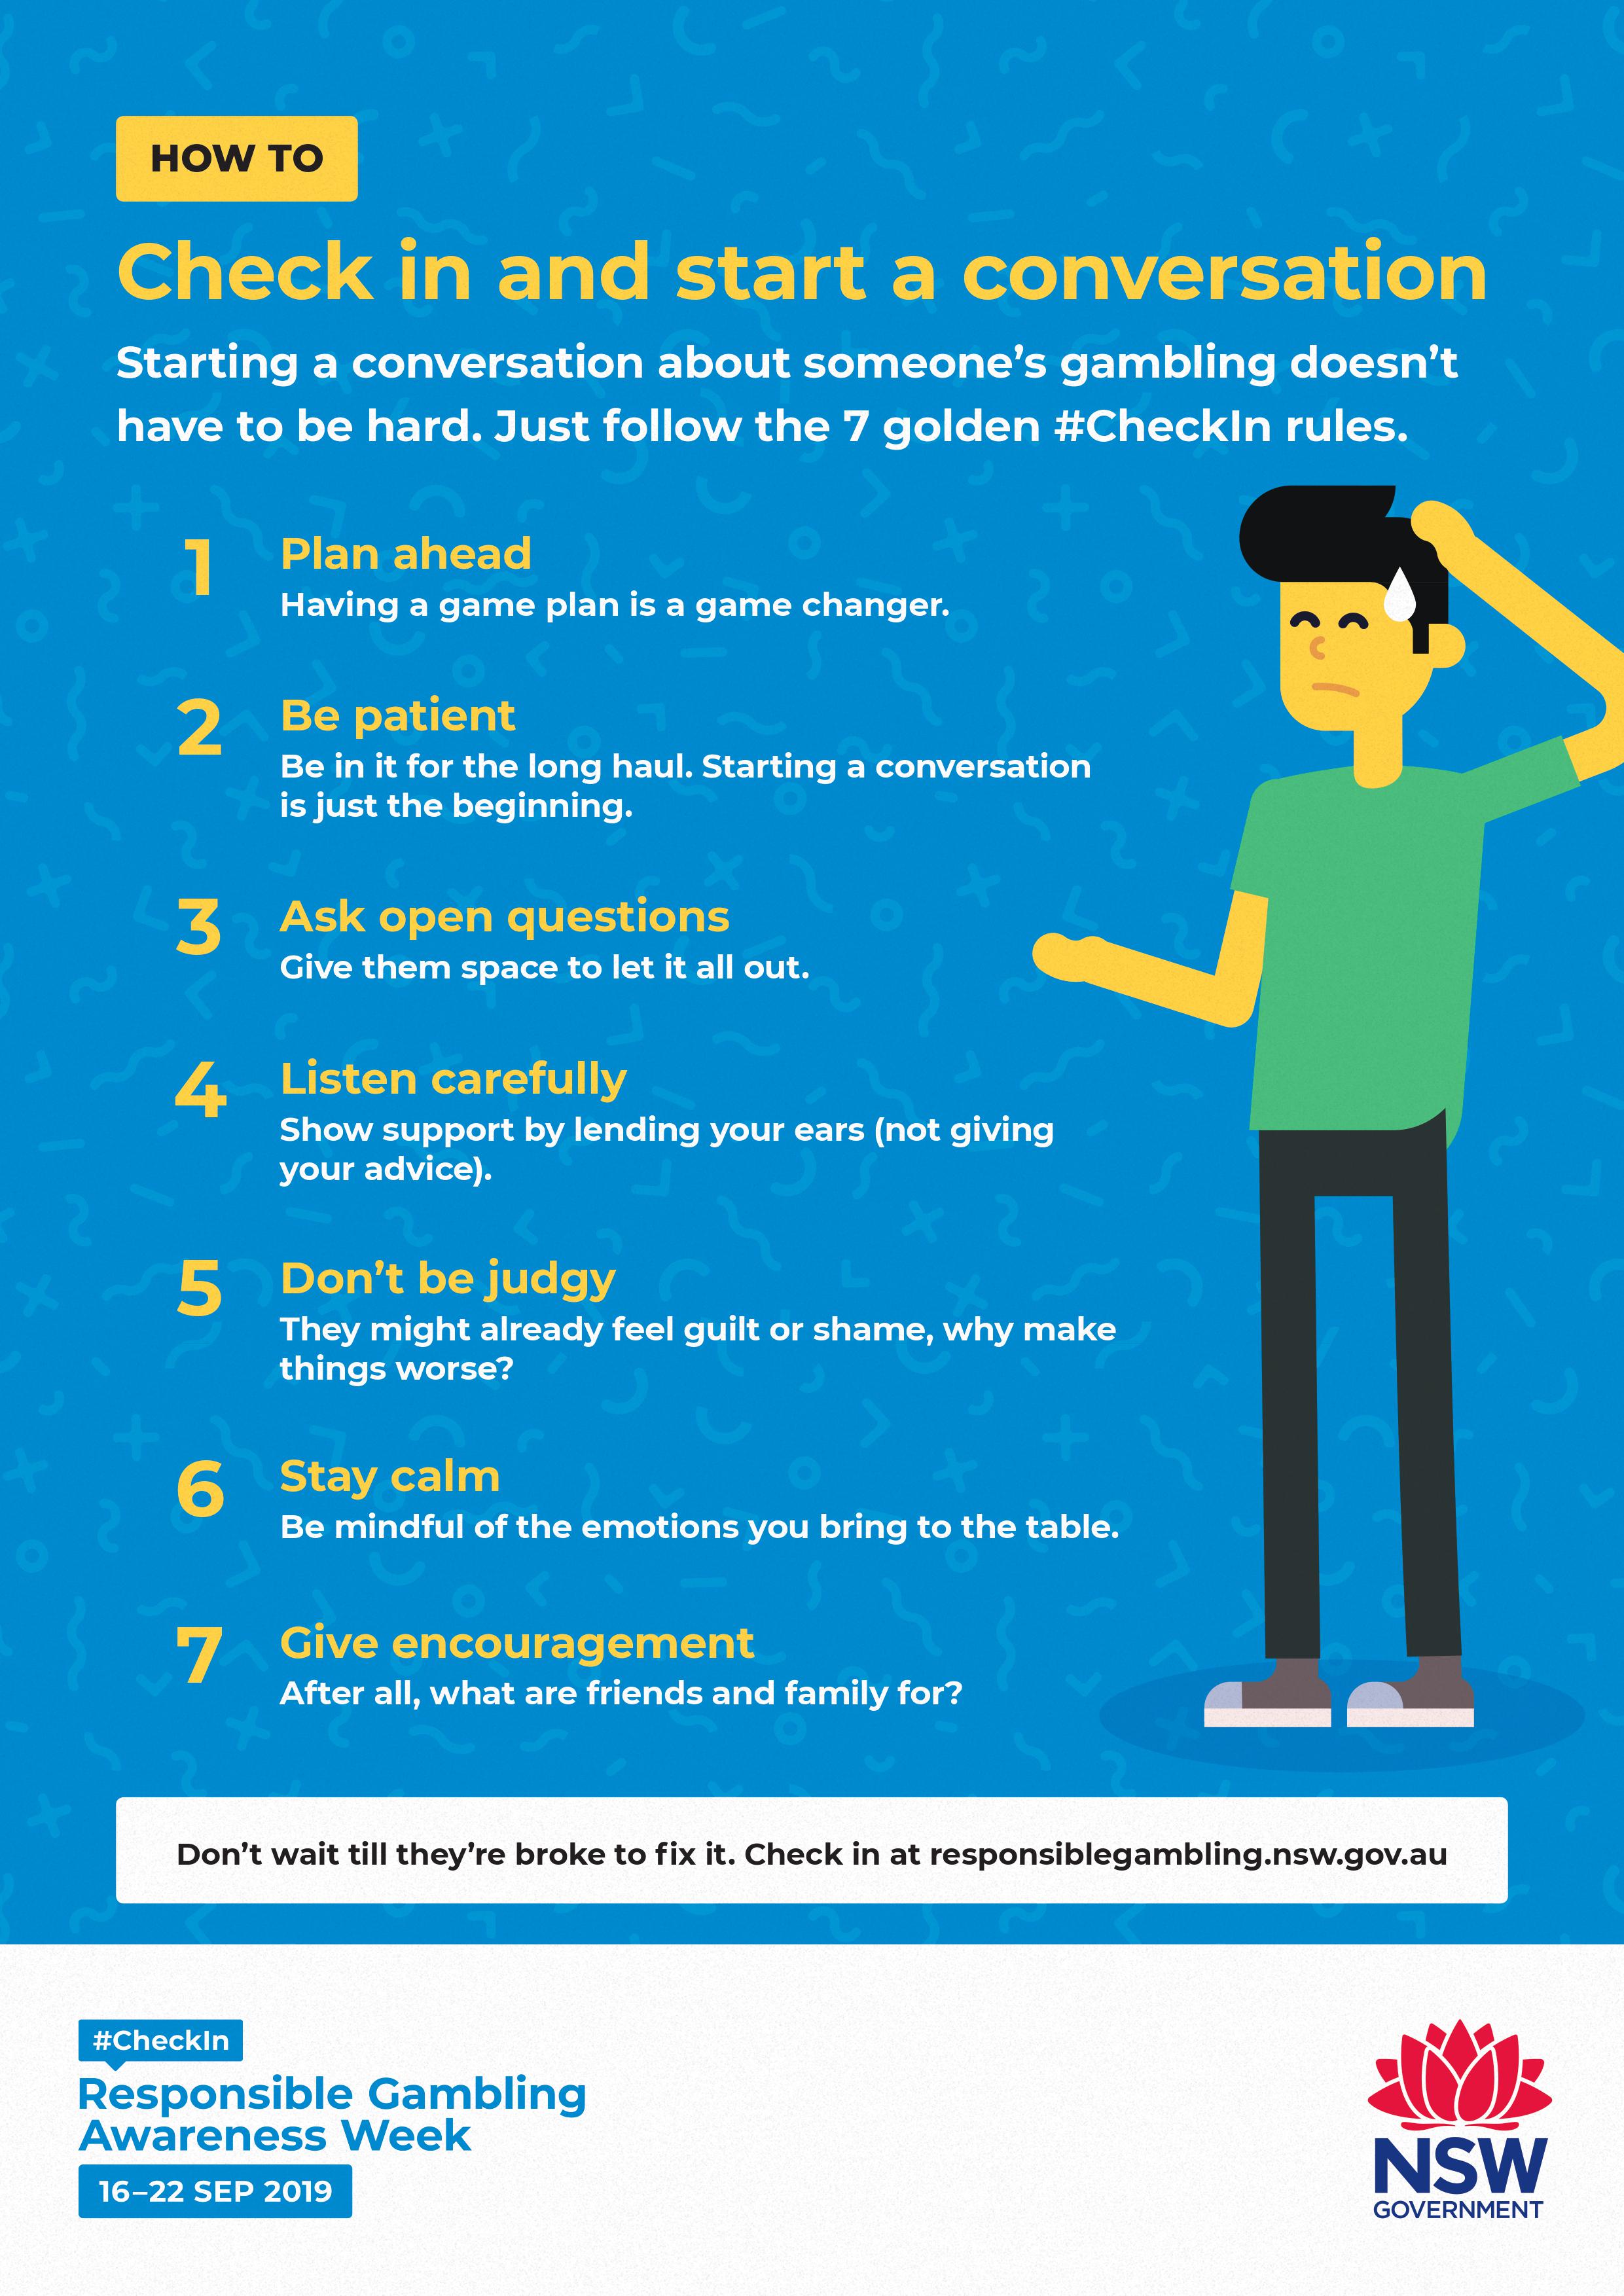 HOW TO
Check in and start a conversation
Starting a conversation about someone’s gambling doesn’t
have to be hard. Just follow the 7 golden #CheckIn rules.
1 Plan ahead
Having a game plan is a game changer.
2 Be patient
Be in it for the long haul. Starting a conversation
is just the beginning.
3 Ask open questions
Give them space to let it all out.
4 Listen carefully
Show support by lending your ears (not giving
your advice).
5 Don’t be judgy
They might already feel guilt or shame, why make
things worse?
6 Stay calm
Be mindful of the emotions you bring to the table.
7 Give encouragement
After all, what are friends and family for?
Don’t wait till they’re broke to fix it. Check in at responsiblegambling.nsw.gov.au
#CheckIn
Responsible Gambling
Awareness Week
16–22 SEP 2019
NSW
GOVERNMENT